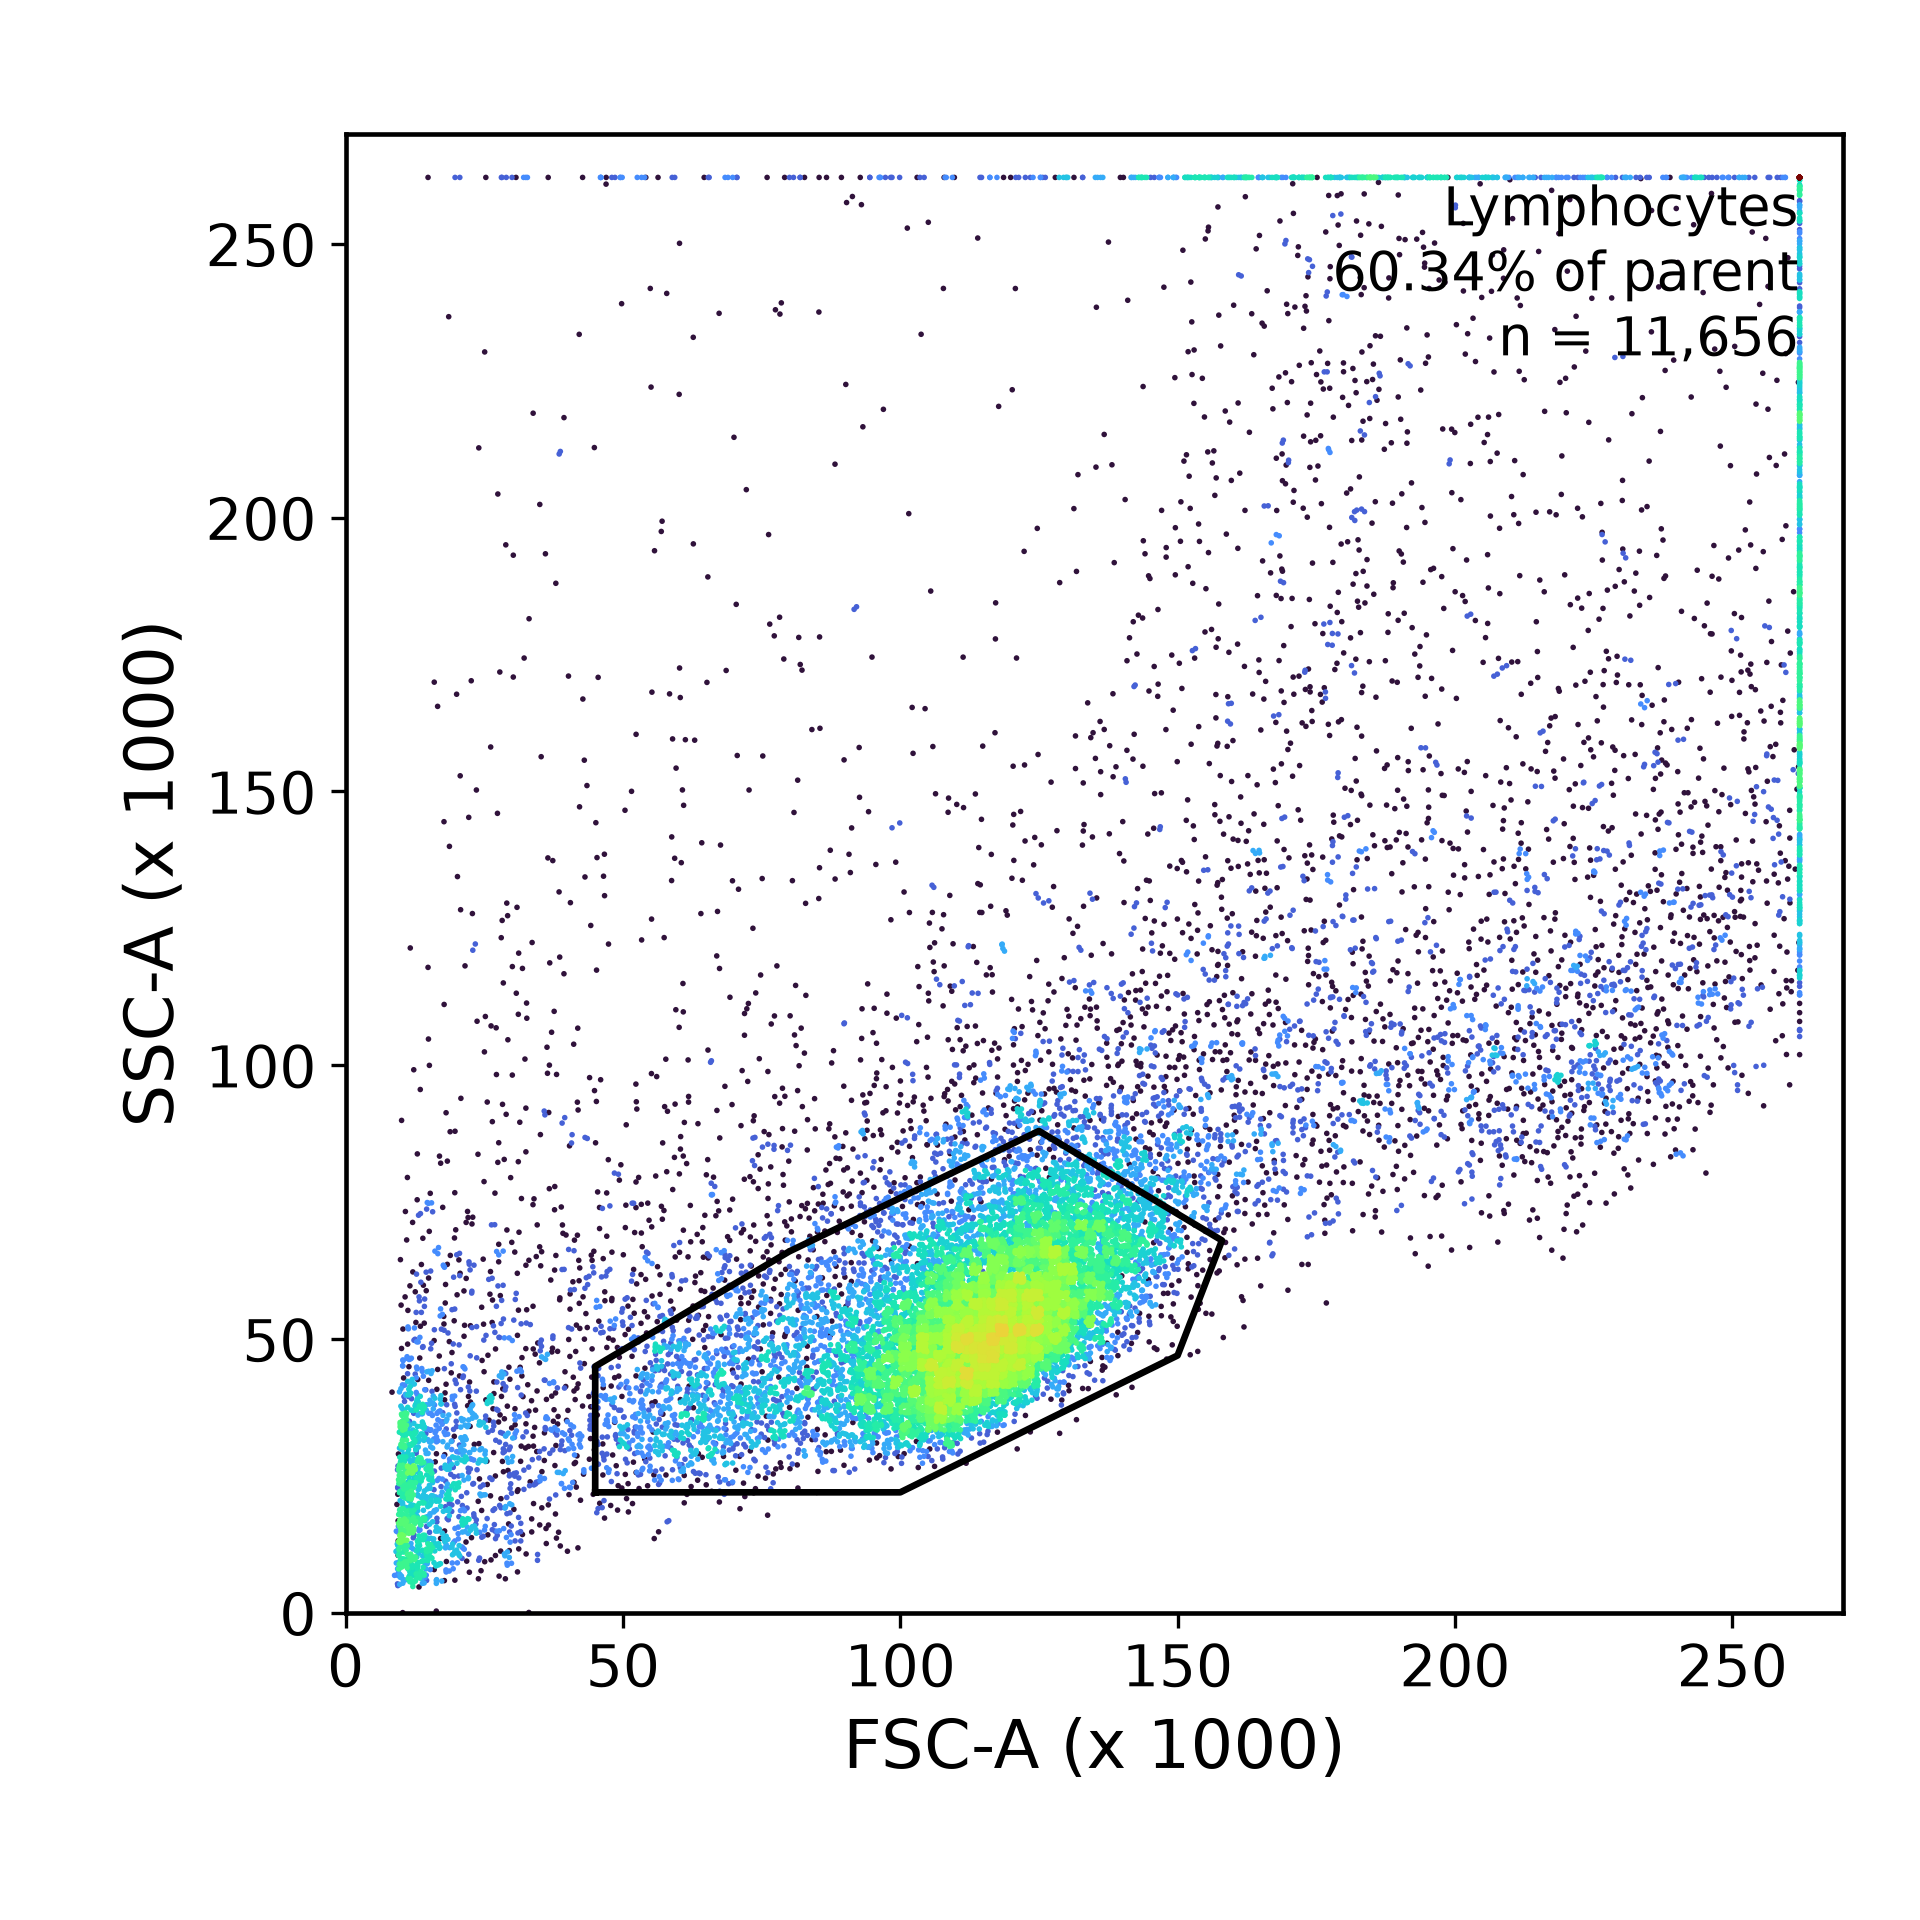 Lymphocytes
60.34% of parent
n = 11,656
SSC-A (x 1000)
250
200
150
100
50
0
0 50 100 150 200 250
FSC-A (x 1000)